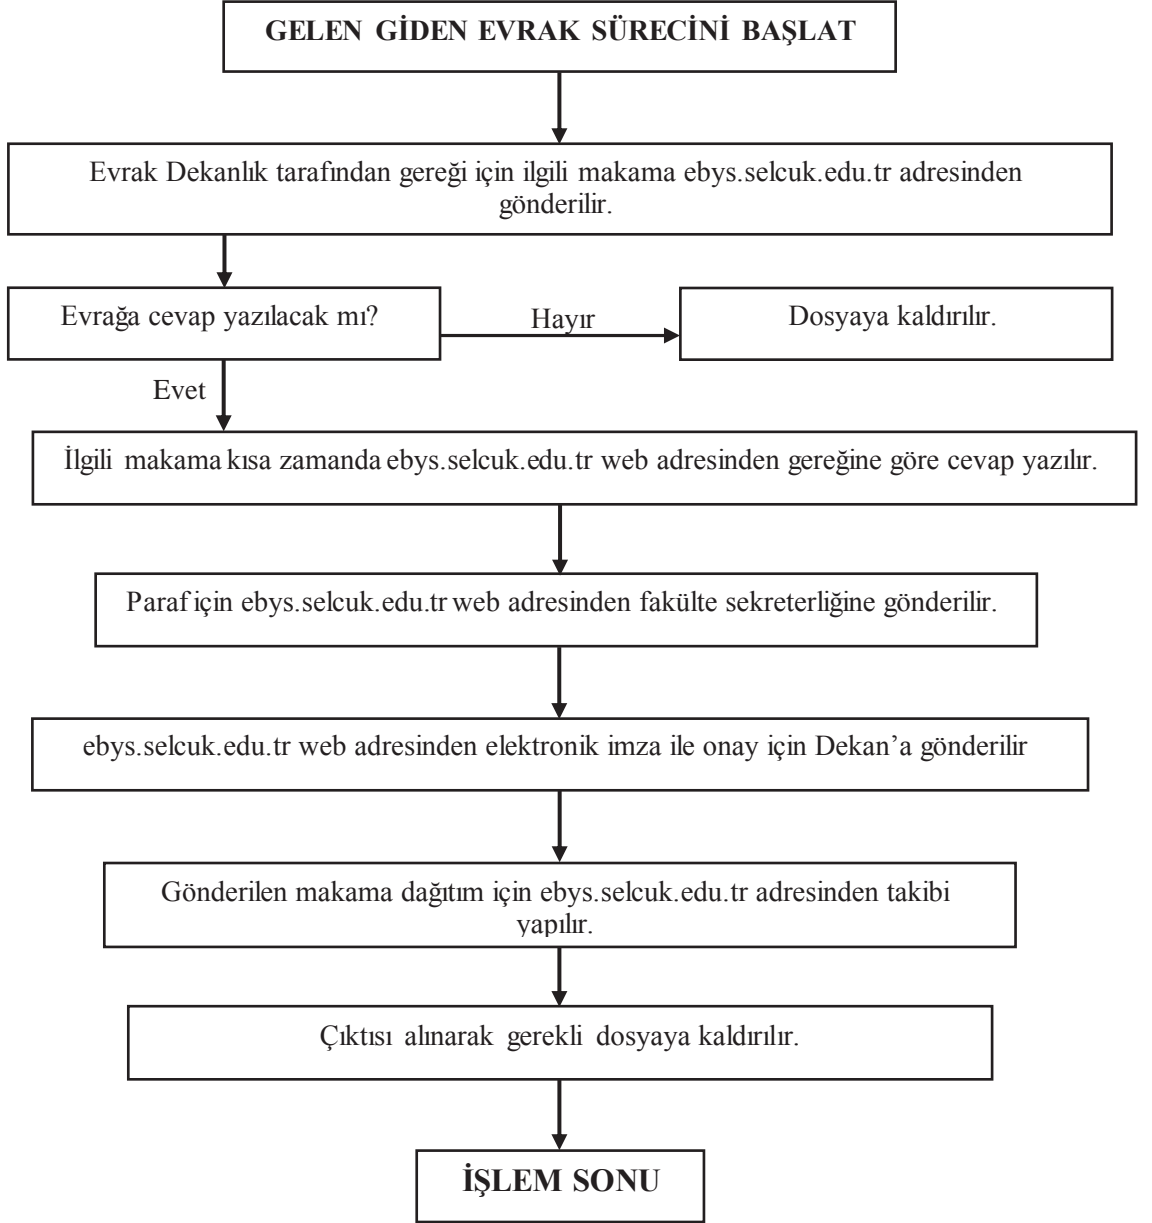 GELEN GİDEN EVRAK SÜRECİNİ BAŞLAT
Evrak Dekanlık tarafından gereği için ilgili makama ebys.selcuk.edu.tr adresinden
gönderilir.
Evrağa cevap yazılacak mı?
Hayır
Dosyaya kaldırılır.
Evet
İlgili makama kısa zamanda ebys.selcuk.edu.tr web adresinden gereğine göre cevap yazılır.
Paraf için ebys.selcuk.edu.tr web adresinden fakülte sekreterliğine gönderilir.
ebys.selcuk.edu.tr web adresinden elektronik imza ile onay için Dekan’a gönderilir
Gönderilen makama dağıtım için ebys.selcuk.edu.tr adresinden takibi
yapılır.
Çıktısı alınarak gerekli dosyaya kaldırılır.
İŞLEM SONU